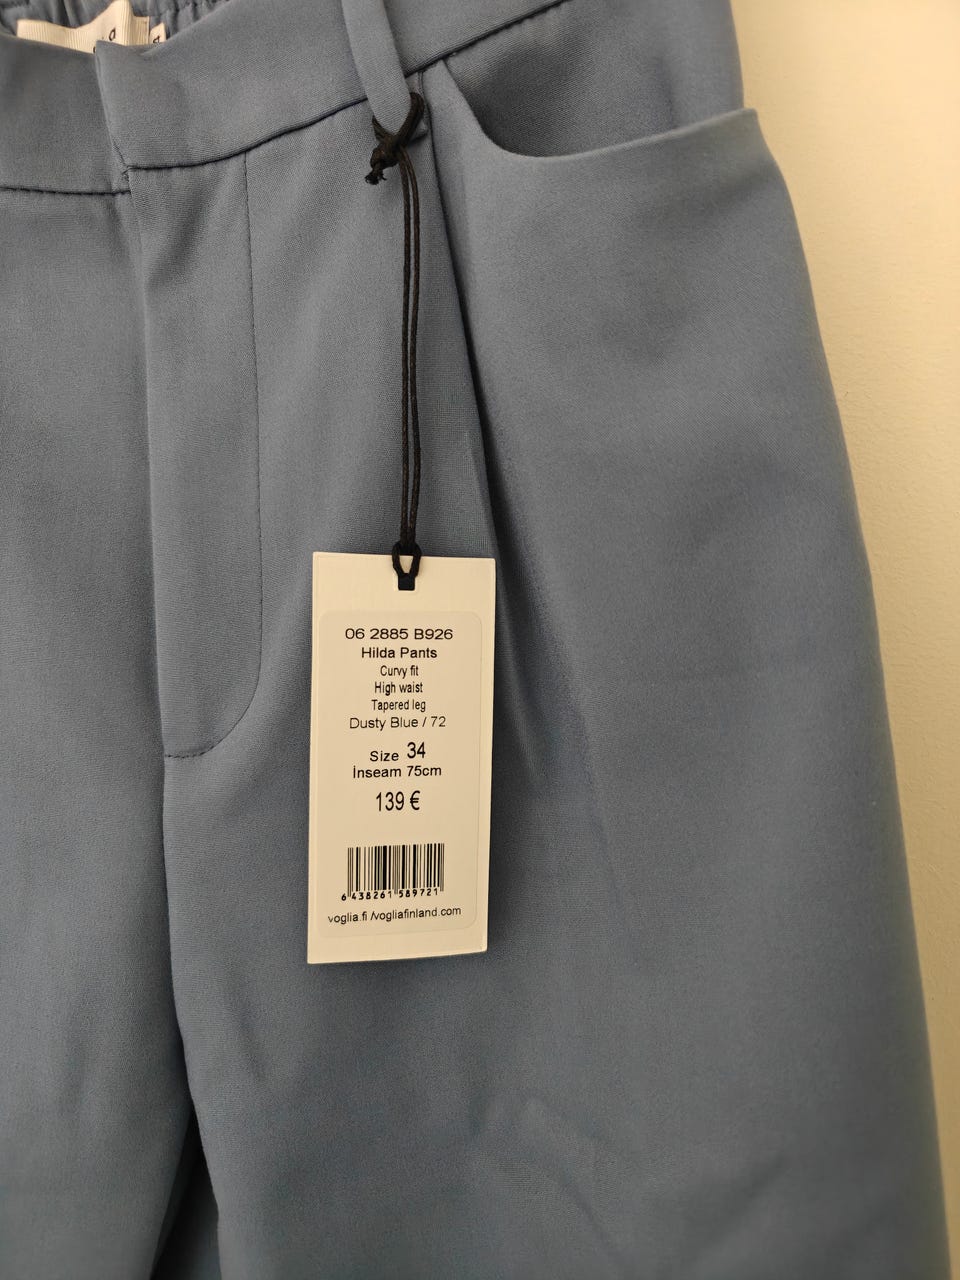 06 2885 B926
Hilda Pants
Curvy fit
High waist
Tapered leg
Dusty Blue / 72
Size 34
İnseam 75cm
139 €
6 438261 589721
voglia.fi /vogliafinland.com